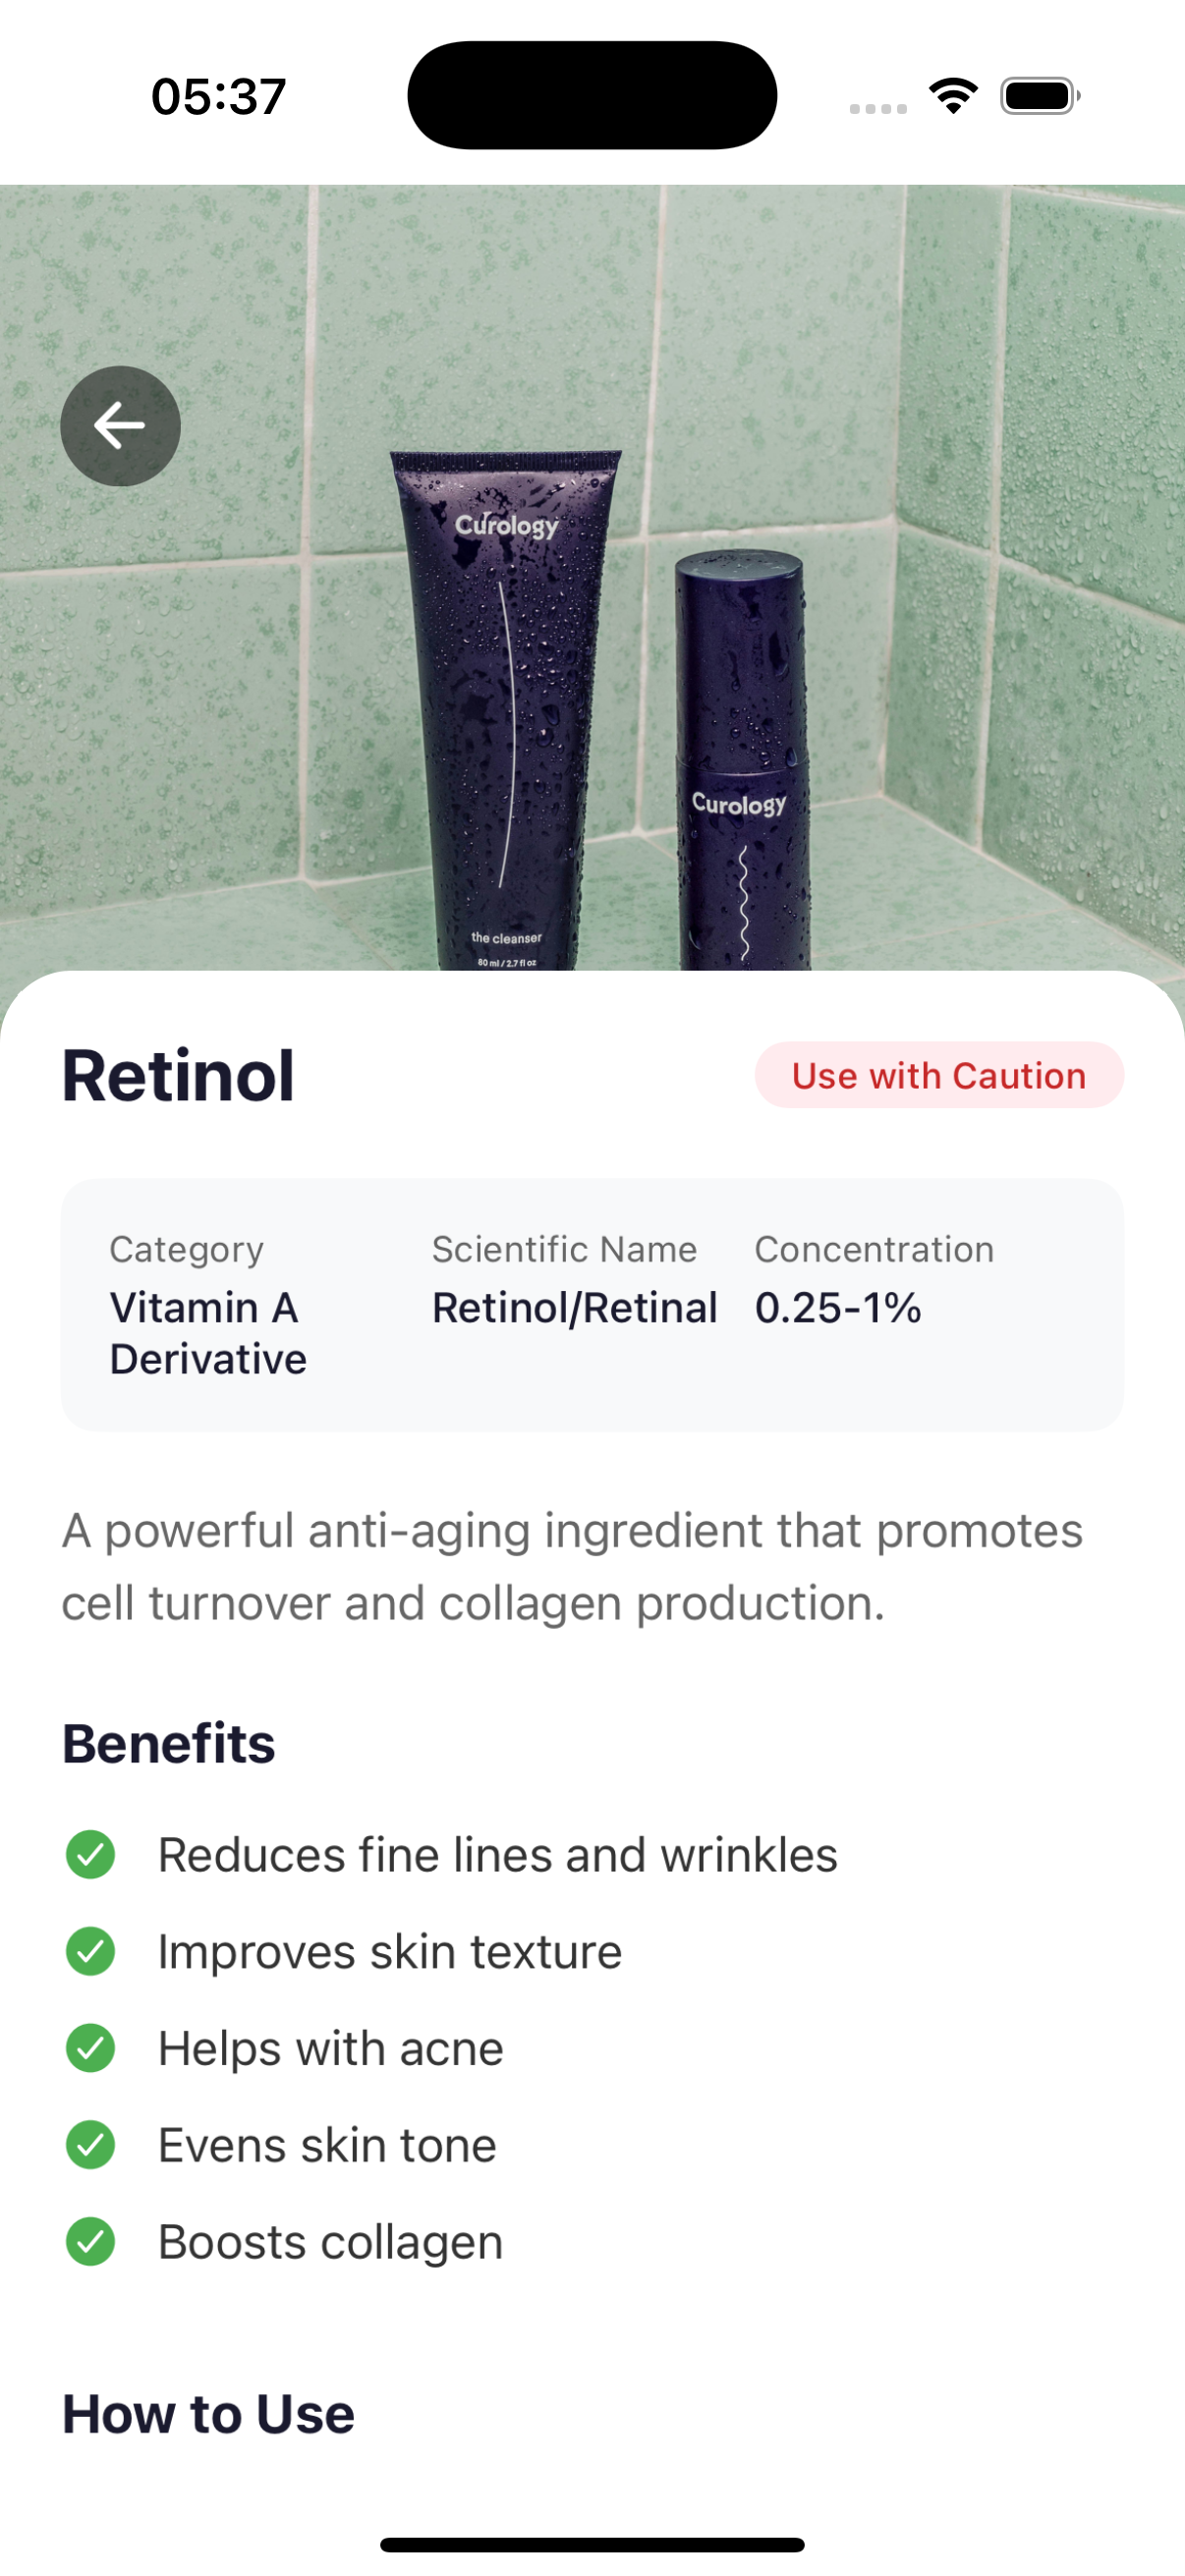 05:37
Curology
Curology
the cleanser
80 ml / 2.7 fl oz
Retinol
Use with Caution
Category
Scientific Name
Concentration
Vitamin A
Derivative
Retinol/Retinal
0.25-1%
A powerful anti-aging ingredient that promotes
cell turnover and collagen production.
Benefits
Reduces fine lines and wrinkles
Improves skin texture
Helps with acne
Evens skin tone
Boosts collagen
How to Use